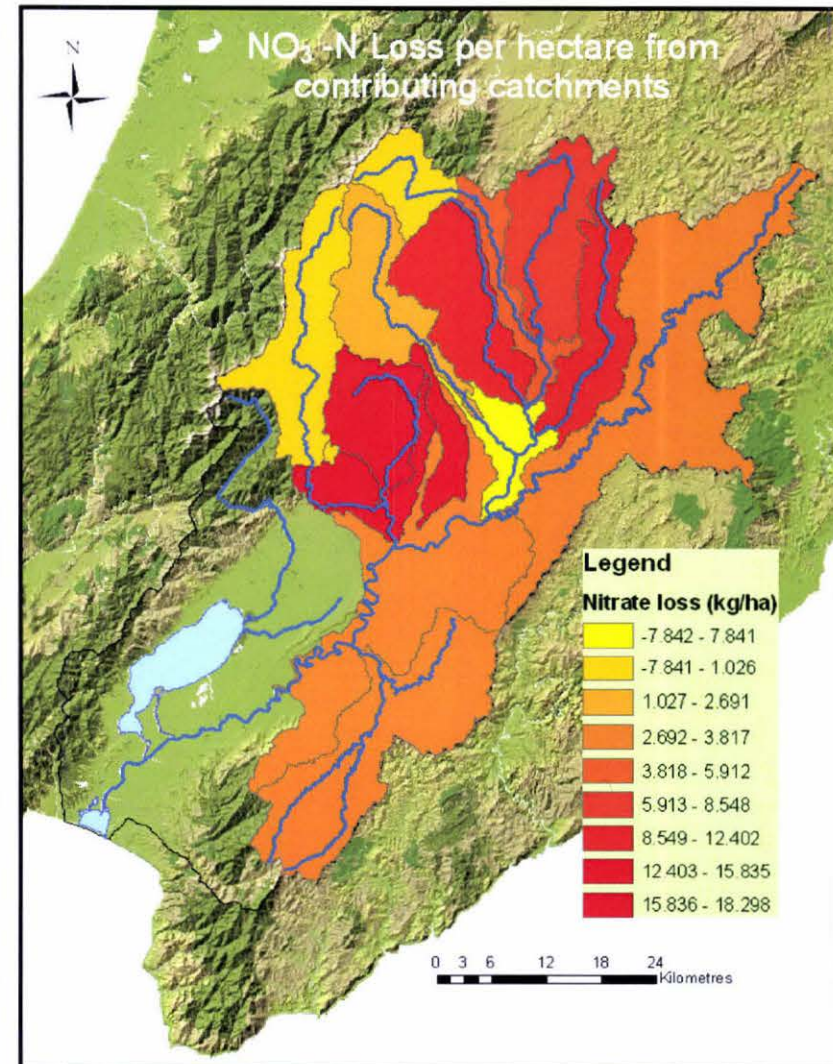 N
NO₃ -N Loss per hectare from
contributing catchments
Legend
Nitrate loss (kg/ha)
-7.842 - 7.841
-7.841 - 1.026
1.027 - 2.691
2.692 - 3.817
3.818 - 5.912
5.913 - 8.548
8.549 - 12.402
12.403 - 15.835
15.836 - 18.298
0 3 6 12 18 24
Kilometres